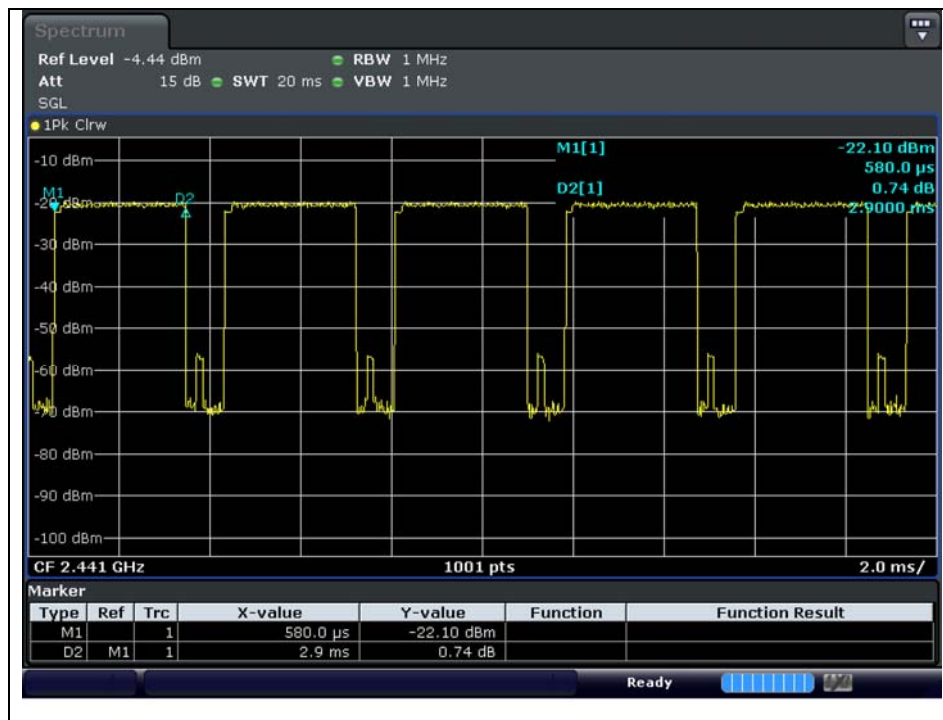 Spectrum
Ref Level -4.44 dBm RBW 1 MHz
Att 15 dB SWT 20 ms VBW 1 MHz
SGL
1Pk Clrw
M1[1] -22.10 dBm
580.0 µs
D2[1] 0.74 dB
2.9000 ms
-10 dBm
M1
D2
-20 dBm
-30 dBm
-40 dBm
-50 dBm
-60 dBm
-70 dBm
-80 dBm
-90 dBm
-100 dBm
CF 2.441 GHz 1001 pts 2.0 ms/
Marker
Type Ref Trc X-value Y-value Function Function Result
M1 1 580.0 µs -22.10 dBm
D2 M1 1 2.9 ms 0.74 dB
Ready